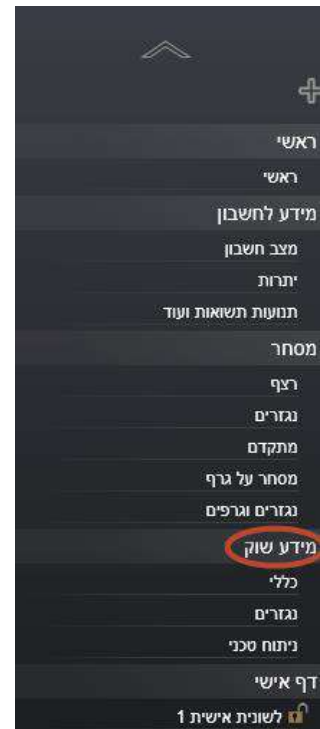 ראשי
ראשי
מידע לחשבון
מצב חשבון
יתרות
תנועות תשואות ועוד
מסחר
רצף
נגזרים
מתקדם
מסחר על גרף
נגזרים וגרפים
מידע שוק
כללי
נגזרים
ניתוח טכני
דף אישי
לשונית אישית 1